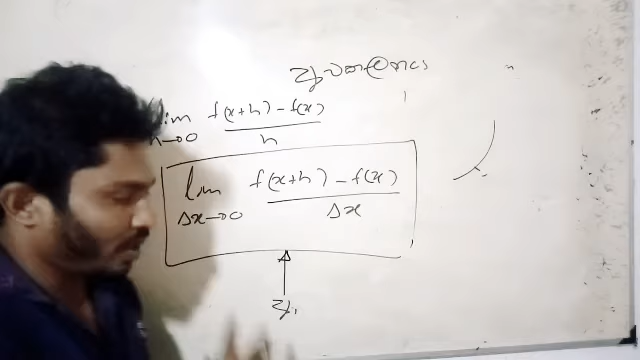 lim f(x+h) - f(x) / h
h→0
lim f(x+h) - f(x) / Δx
Δx→0